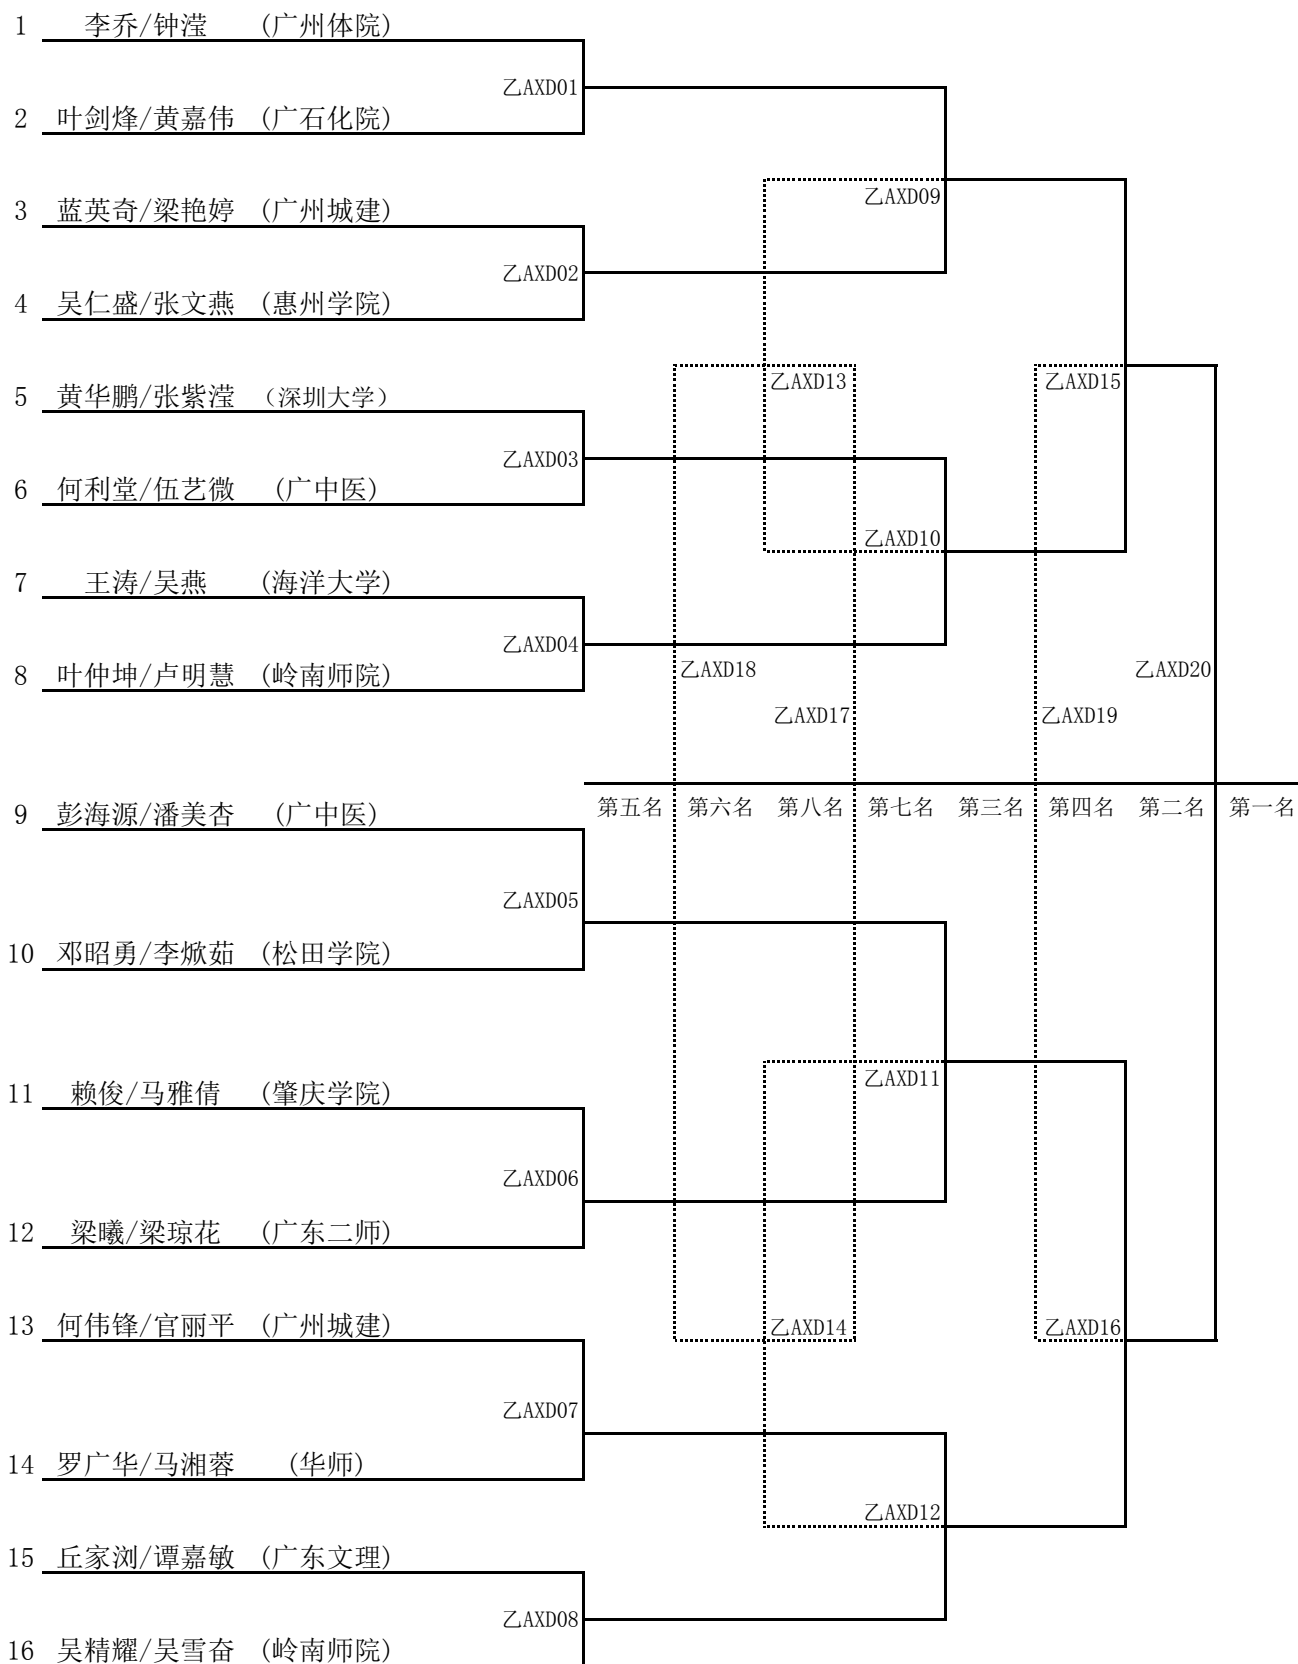 1 李乔/钟滢 (广州体院)
乙AXD01
2 叶剑烽/黄嘉伟 (广石化院)
3 蓝英奇/梁艳婷 (广州城建)
乙AXD09
乙AXD02
4 吴仁盛/张文燕 (惠州学院)
5 黄华鹏/张紫滢 （深圳大学）
乙AXD13 乙AXD15
乙AXD03
6 何利堂/伍艺微 (广中医)
乙AXD10
7 王涛/吴燕 (海洋大学)
乙AXD04
8 叶仲坤/卢明慧 (岭南师院)
乙AXD18 乙AXD20
乙AXD17 乙AXD19
9 彭海源/潘美杏 (广中医)
第五名 第六名 第八名 第七名 第三名 第四名 第二名 第一名
乙AXD05
10 邓昭勇/李焮茹 (松田学院)
乙AXD11
11 赖俊/马雅倩 (肇庆学院)
乙AXD06
12 梁曦/梁琼花 (广东二师)
13 何伟锋/官丽平 (广州城建)
乙AXD14 乙AXD16
乙AXD07
14 罗广华/马湘蓉 (华师)
乙AXD12
15 丘家浏/谭嘉敏 (广东文理)
乙AXD08
16 吴精耀/吴雪奋 (岭南师院)